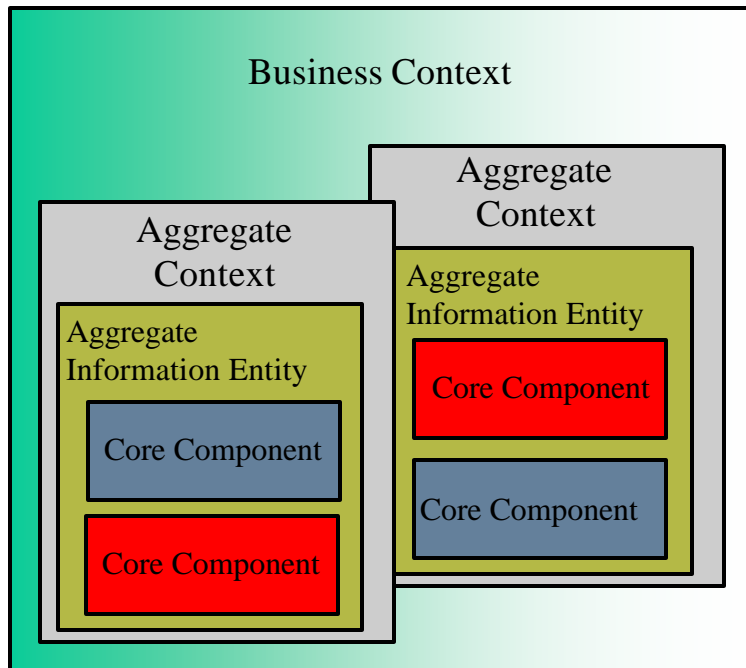 Business Context
Aggregate
Context
Aggregate
Information Entity
Core Component
Core Component
Aggregate
Context
Aggregate
Information Entity
Core Component
Core Component